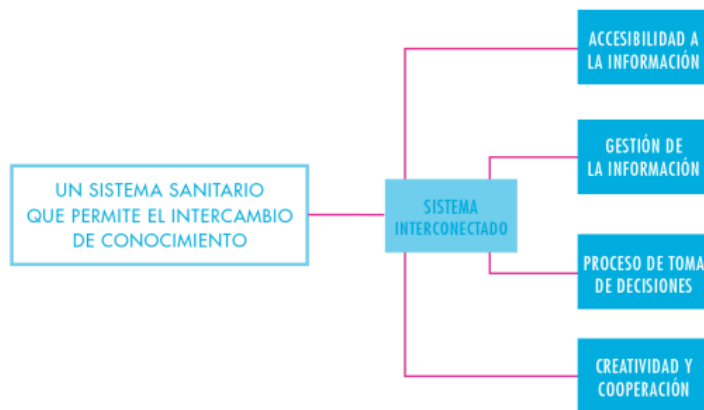 UN SISTEMA SANITARIO
QUE PERMITE EL INTERCAMBIO
DE CONOCIMIENTO
SISTEMA
INTERCONECTADO
ACCESIBILIDAD A
LA INFORMACIÓN
GESTIÓN DE
LA INFORMACIÓN
PROCESO DE TOMA
DE DECISIONES
CREATIVIDAD Y
COOPERACIÓN